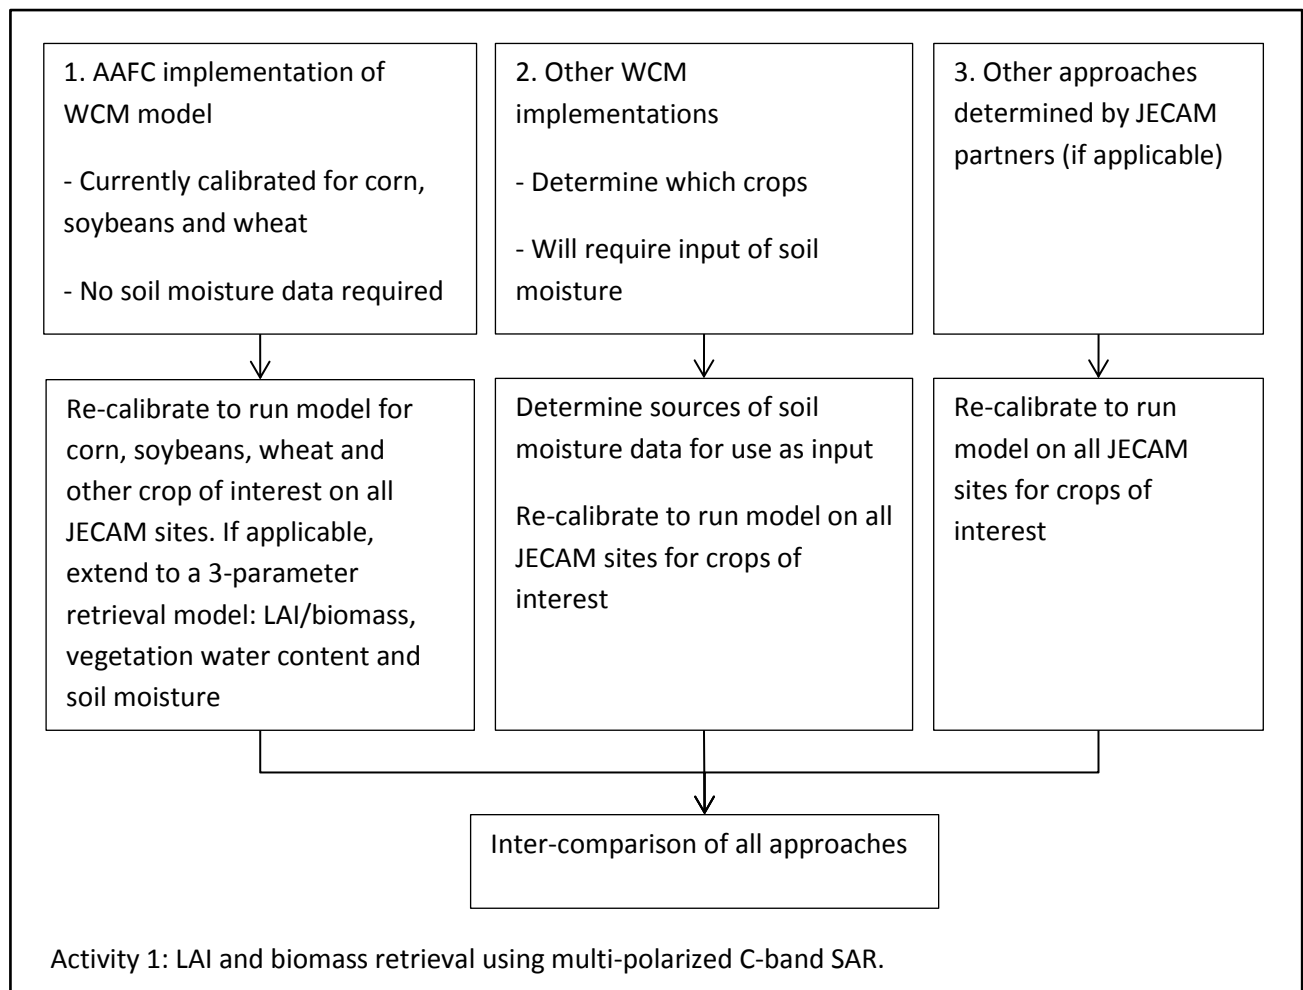 1. AAFC implementation of
WCM model
- Currently calibrated for corn,
soybeans and wheat
- No soil moisture data required
2. Other WCM
implementations
- Determine which crops
- Will require input of soil
moisture
3. Other approaches
determined by JECAM
partners (if applicable)
Re-calibrate to run model for
corn, soybeans, wheat and
other crop of interest on all
JECAM sites. If applicable,
extend to a 3-parameter
retrieval model: LAI/biomass,
vegetation water content and
soil moisture
Determine sources of soil
moisture data for use as input
Re-calibrate to run model on all
JECAM sites for crops of
interest
Re-calibrate to run
model on all JECAM
sites for crops of
interest
Inter-comparison of all approaches
Activity 1: LAI and biomass retrieval using multi-polarized C-band SAR.